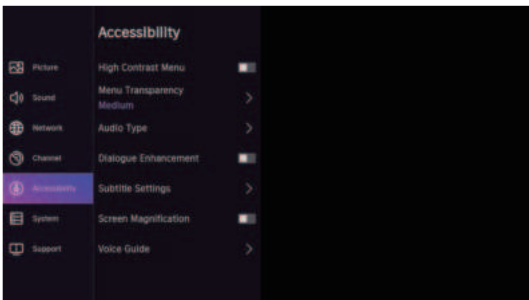 Accessibility
Picture
High Contrast Menu
Sound
Menu Transparency
Medium
Network
Audio Type
Channel
Dialogue Enhancement
Accessibility
Subtitle Settings
System
Screen Magnification
Support
Voice Guide